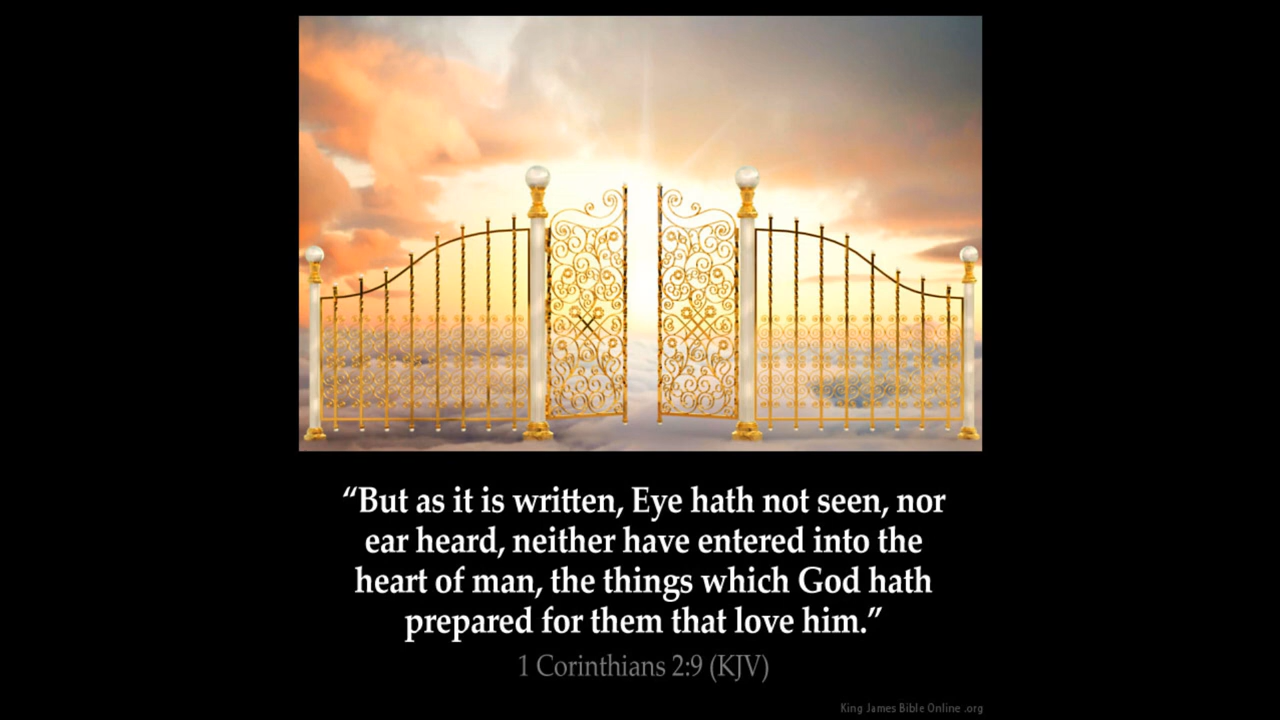 “But as it is written, Eye hath not seen, nor
ear heard, neither have entered into the
heart of man, the things which God hath
prepared for them that love him.”
1 Corinthians 2:9 (KJV)
King James Bible Online .org